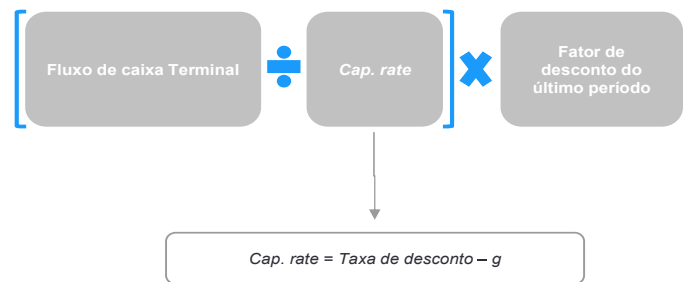 Fluxo de caixa Terminal
÷
Cap. rate
×
Fator de
desconto do
último período
Cap. rate = Taxa de desconto – g